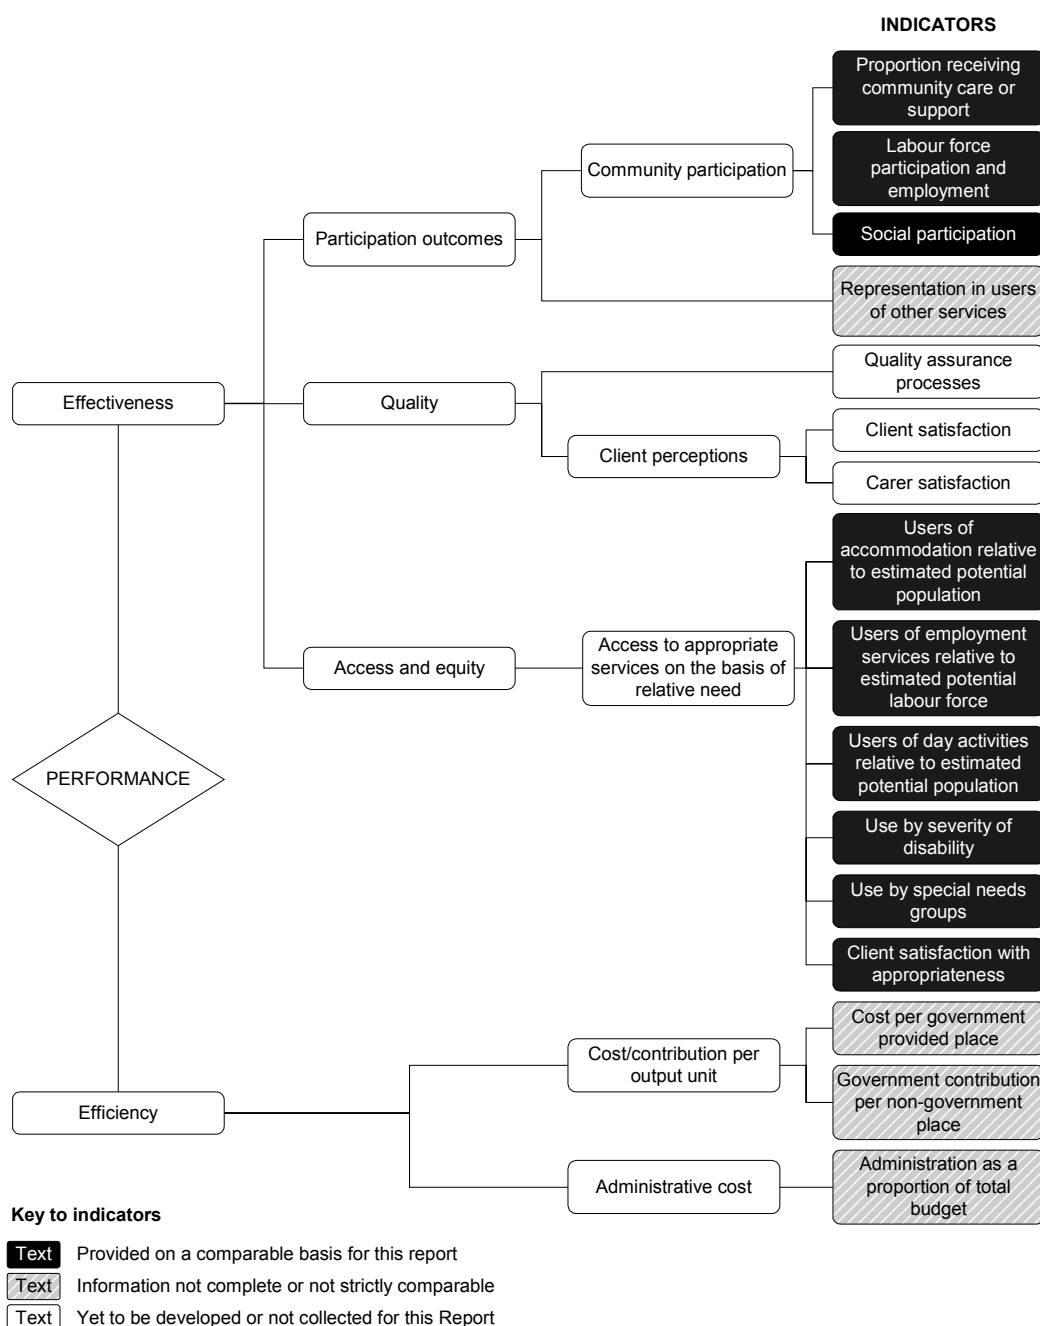 INDICATORS
Proportion receiving
community care or
support
Labour force
participation and
employment
Community participation
Social participation
Participation outcomes
Representation in users
of other services
Quality assurance
processes
Effectiveness
Quality
Client satisfaction
Client perceptions
Carer satisfaction
Users of
accommodation relative
to estimated potential
population
Access and equity
Access to appropriate
services on the basis of
relative need
Users of employment
services relative to
estimated potential
labour force
Users of day activities
relative to estimated
potential population
PERFORMANCE
Use by severity of
disability
Use by special needs
groups
Client satisfaction with
appropriateness
Cost per government
provided place
Cost/contribution per
output unit
Government contribution
per non-government
place
Efficiency
Administrative cost
Administration as a
proportion of total
budget
Key to indicators
Text Provided on a comparable basis for this report
Text Information not complete or not strictly comparable
Text Yet to be developed or not collected for this Report